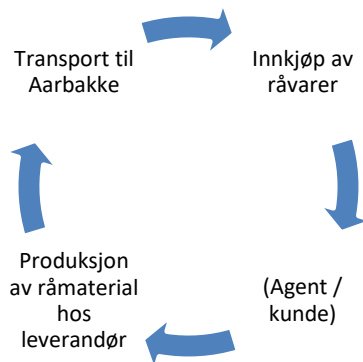 Transport til
Aarbakke
Innkjøp av
råvarer
(Agent /
kunde)
Produksjon
av råmaterial
hos
leverandør